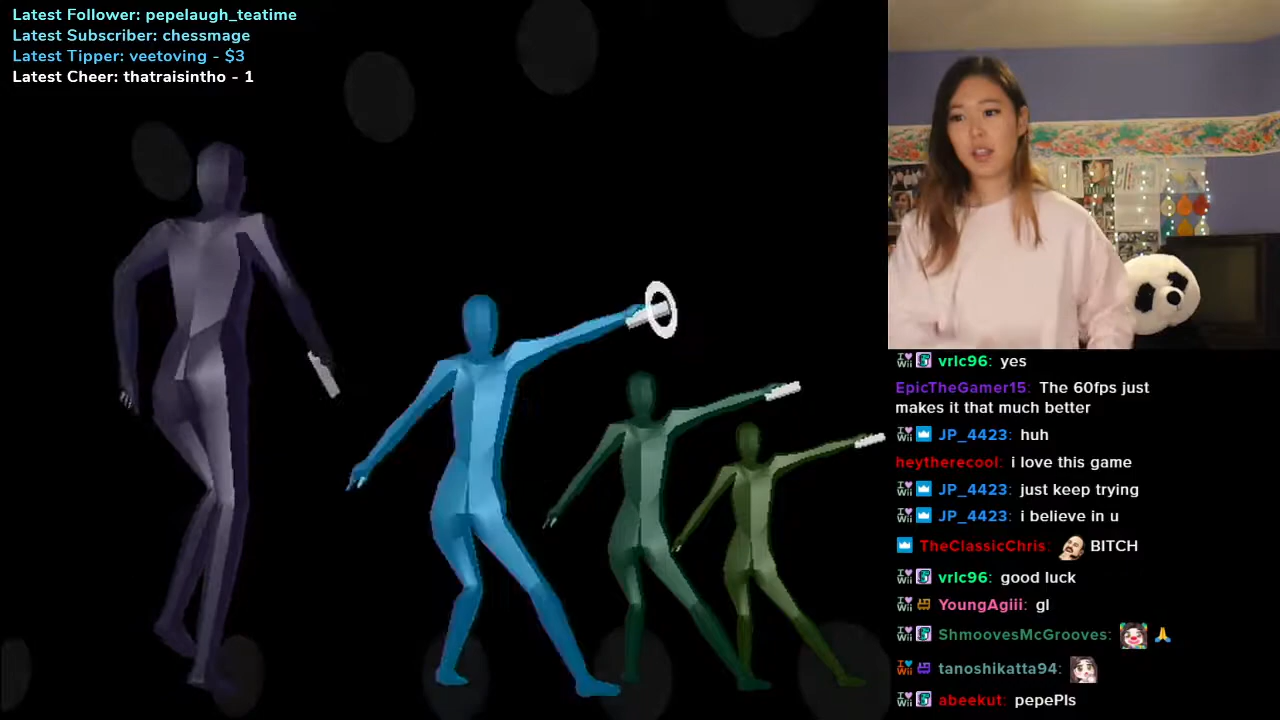 Latest Follower: pepelaugh_teatime
Latest Subscriber: chessmage
Latest Tipper: veetoving - $3
Latest Cheer: thatraisintho - 1
vrlc96: yes
EpicTheGamer15: The 60fps just
makes it that much better
JP_4423: huh
heytherecool: i love this game
JP_4423: just keep trying
JP_4423: i believe in u
TheClassicChris: BITCH
vrlc96: good luck
YoungAgiii: gl
ShmoovesMcGrooves:
tanoshikatta94:
abeekut: pepePls